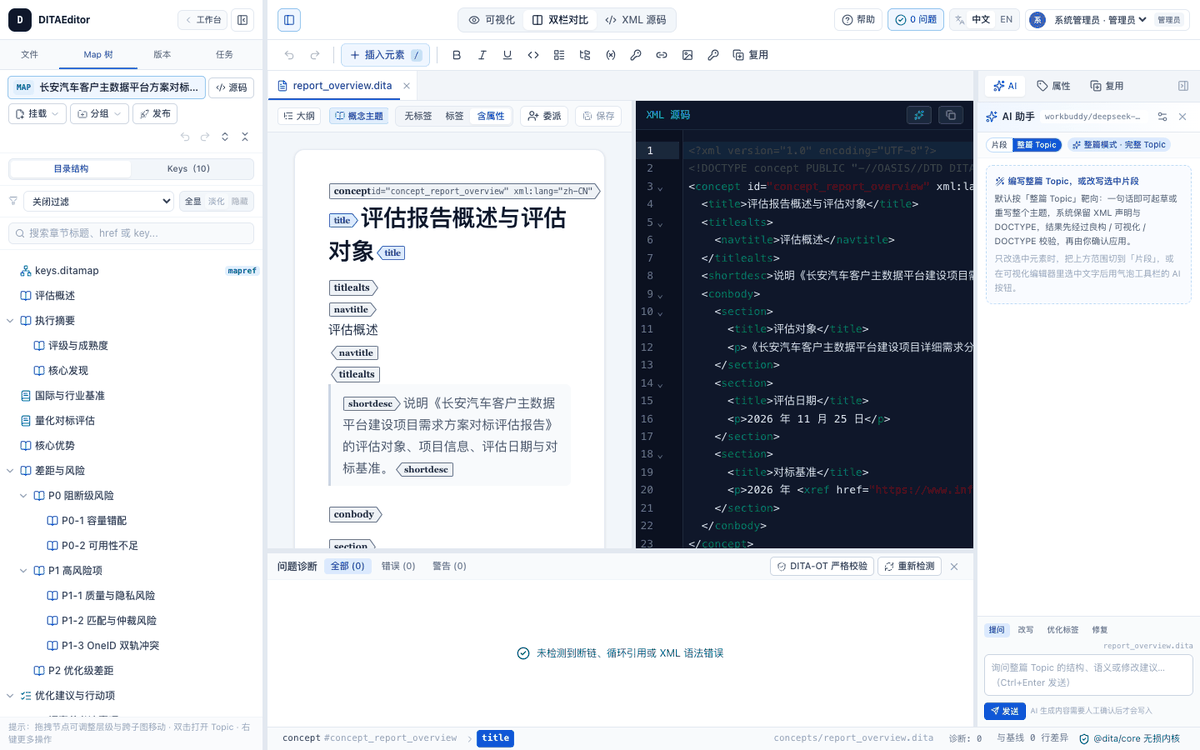 D DITAEditor
工作台
可视化 双栏对比 XML 源码
帮助 0 问题 中文 EN 系 系统管理员 · 管理员 管理员
文件 Map 树 版本 任务
插入元素 / B I U 复用
MAP 长安汽车客户主数据平台方案对标... 源码
挂载 分组 发布
目录结构 Keys (10)
关闭过滤 全显 淡化 隐藏
搜索章节标题、href 或 key...
keys.ditamap mapref
评估概述
执行摘要
评级与成熟度
核心发现
国际与行业基准
量化对标评估
核心优势
差距与风险
P0 阻断级风险
P0-1 容量错配
P0-2 可用性不足
P1 高风险项
P1-1 质量与隐私风险
P1-2 匹配与仲裁风险
P1-3 OneID 双轨冲突
P2 优化级差距
优化建议与行动项
提示: 拖拽节点可调整层级与跨子图移动 · 双击打开 Topic · 右
键更多操作
report_overview.dita
大纲 概念主题 无标签 标签 含属性 委派 保存
conceptid="concept_report_overview" xml:lang="zh-CN"
title 评估报告概述与评估
对象 title
titlealts
navtitle
评估概述
navtitle
titlealts
shortdesc 说明《长安汽车客户主数据
平台建设项目需求方案对标评估报告》
的评估对象、项目信息、评估日期与对
标基准。 shortdesc
conbody
section
XML 源码
1 <?xml version="1.0" encoding="UTF-8"?>
2 <!DOCTYPE concept PUBLIC "-//OASIS//DTD DITA
3 <concept id="concept_report_overview" xml:la
4 <title>评估报告概述与评估对象</title>
5 <titlealts>
6 <navtitle>评估概述</navtitle>
7 </titlealts>
8 <shortdesc>说明《长安汽车客户主数据平台建设项目需
9 <conbody>
10 <section>
11 <title>评估对象</title>
12 <p>《长安汽车客户主数据平台建设项目详细需求分
13 </section>
14 <section>
15 <title>评估日期</title>
16 <p>2026 年 11 月 25 日</p>
17 </section>
18 <section>
19 <title>对标基准</title>
20 <p>2026 年 <xref href="https://www.inf
21 </section>
22 </conbody>
23 </concept>
问题诊断 全部 (0) 错误 (0) 警告 (0) DITA-OT 严格校验 重新检测
未检测到断链、循环引用或 XML 语法错误
concept #concept_report_overview title
concepts/report_overview.dita 诊断: 0 与基线 0 行差异 @dita/core 无损内核
AI 属性 复用
AI 助手 workbuddy/deepseek-…
片段 整篇 Topic 整篇模式 · 完整 Topic
编写整篇 Topic，或改写选中片段
默认按「整篇 Topic」靶向：一句话即可起草或
重写整个主题，系统保留 XML 声明与
DOCTYPE，结果先经过良构 / 可视化 /
DOCTYPE 校验，再由你确认应用。
只改选中元素时，把上方范围切到「片段」，或
在可视化编辑器里选中文字后用气泡工具栏的 AI
按钮。
提问 改写 优化标签 修复
report_overview.dita
询问整篇 Topic 的结构、语义或修改建议…
（Ctrl+Enter 发送）
发送 AI 生成内容需要人工确认后才会写入